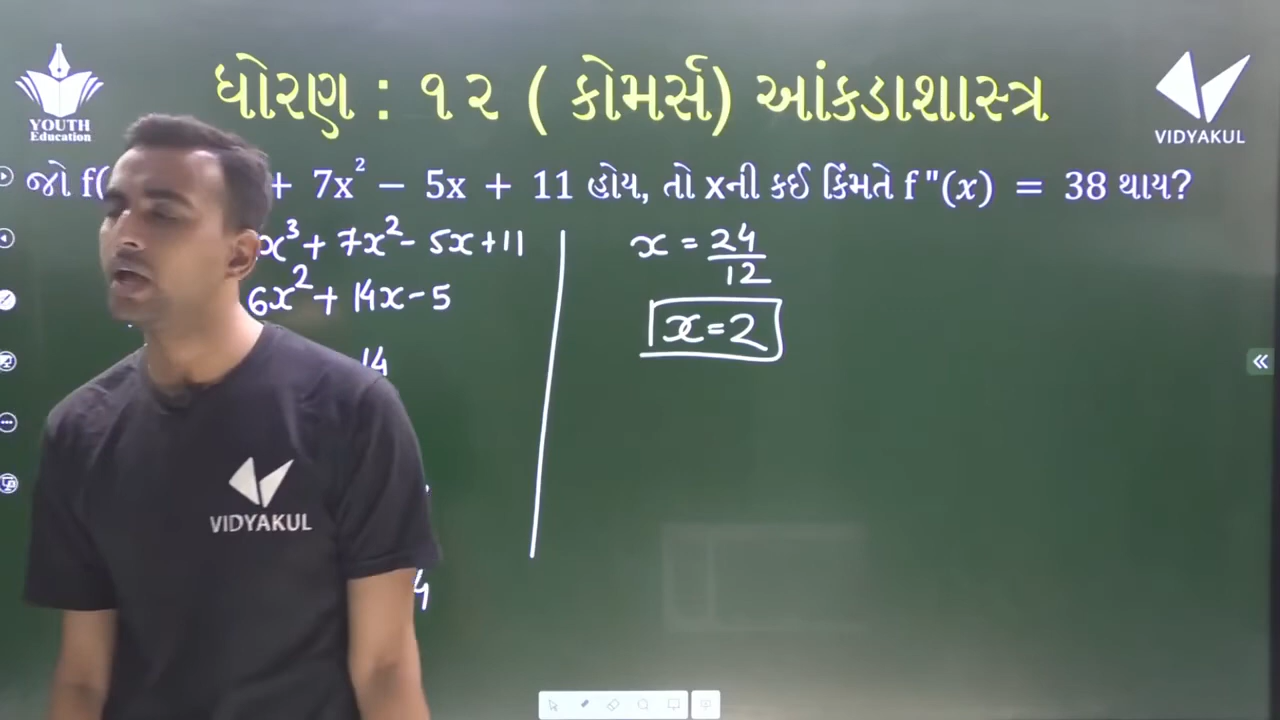 YOUTH
Education
ધોરણ : ૧૨ ( કોમર્સ) આંકડાશાસ્ત્ર
VIDYAKUL
જો f( + 7x² − 5x + 11 હોય, તો xની કઈ કિંમતે f "(x) = 38 થાય?
x³ + 7x² - 5x + 11
6x² + 14x - 5
14
4
x = 24/12
x = 2
VIDYAKUL